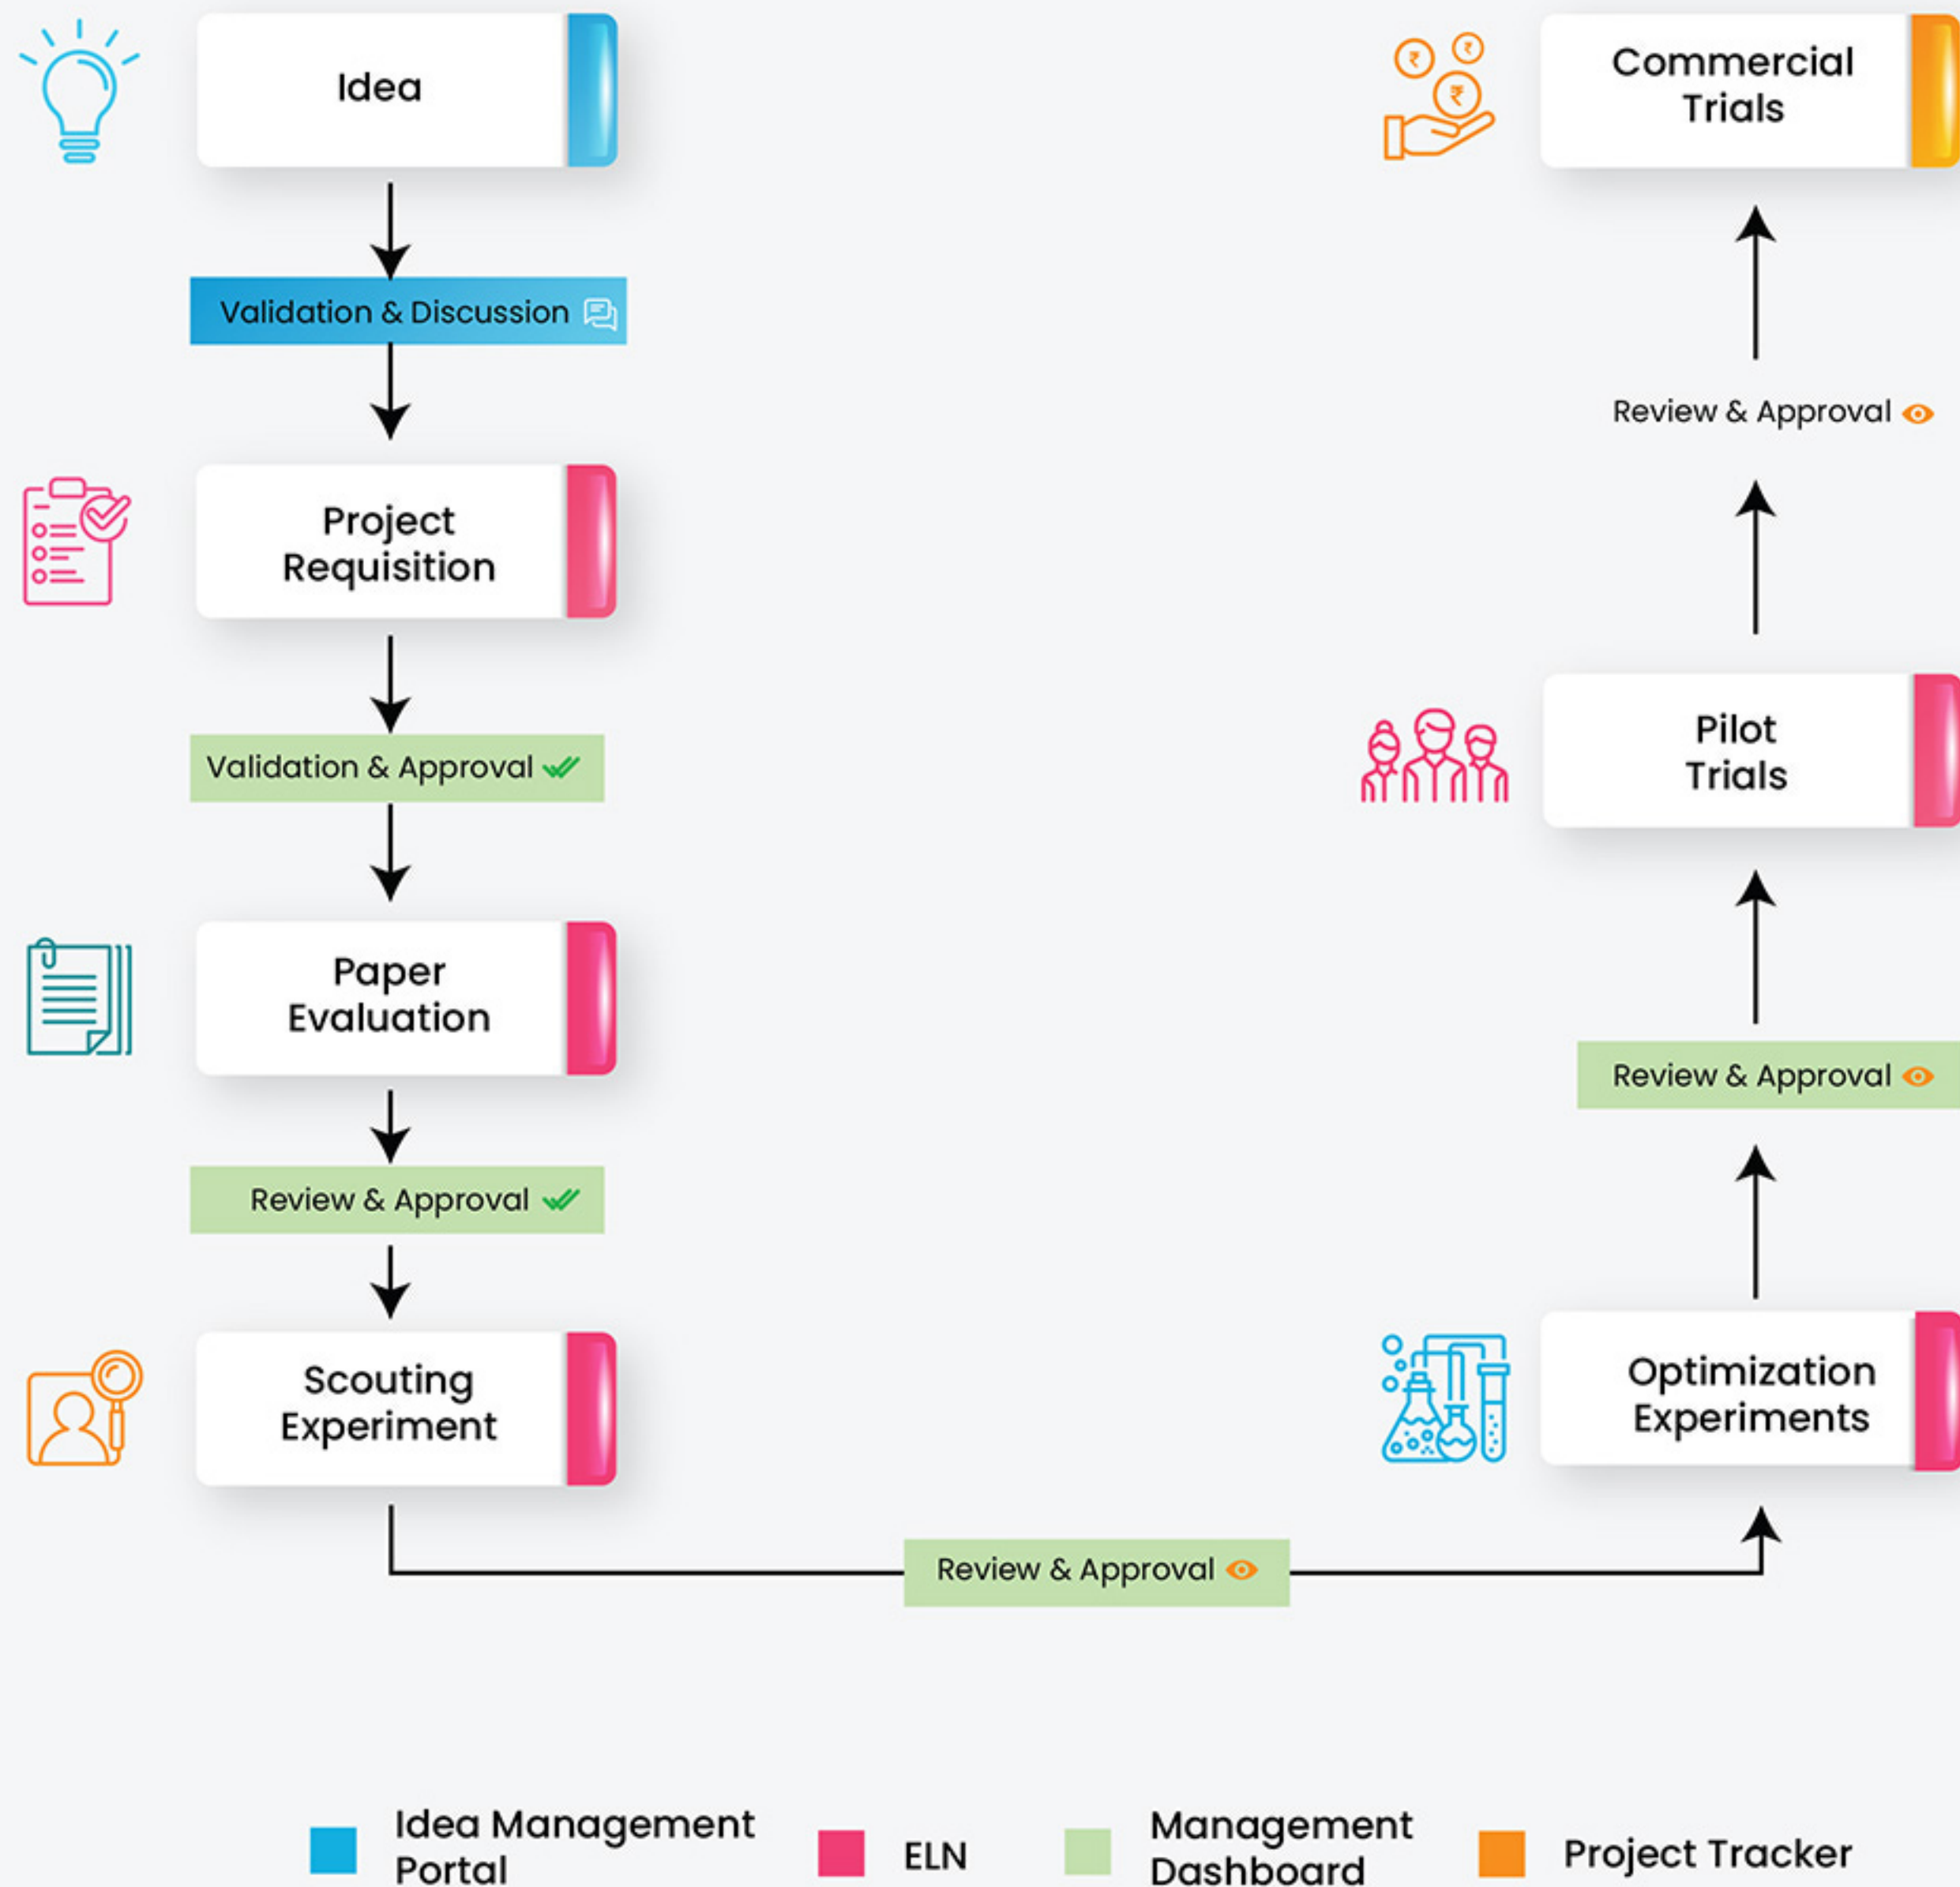 Idea
Validation & Discussion
Project
Requisition
Validation & Approval
Paper
Evaluation
Review & Approval
Scouting
Experiment
Review & Approval
Optimization
Experiments
Review & Approval
Pilot
Trials
Review & Approval
Commercial
Trials
₹
₹
₹
Idea Management
Portal
ELN
Management
Dashboard
Project Tracker